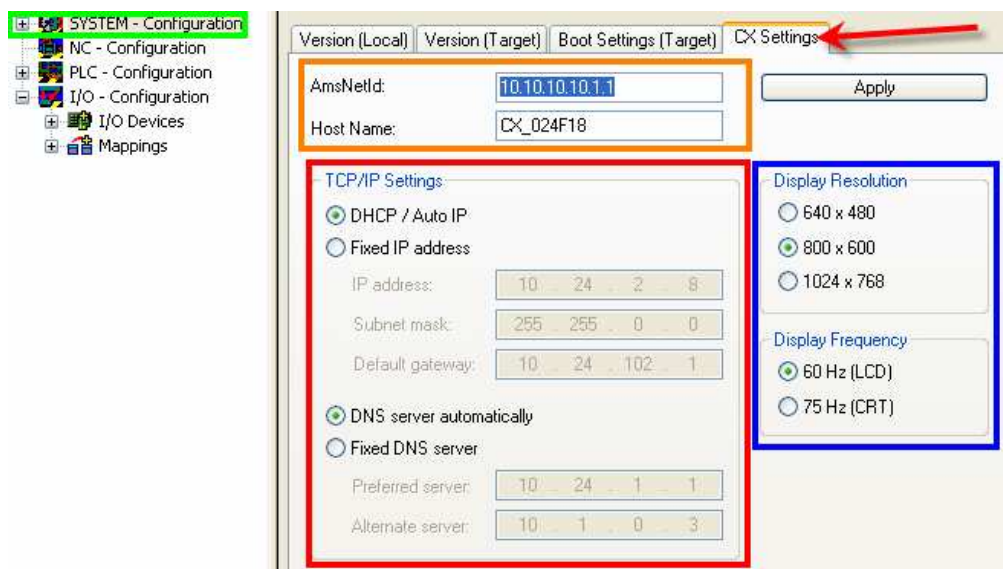 SYSTEM - Configuration
NC - Configuration
PLC - Configuration
I/O - Configuration
I/O Devices
Mappings
Version (Local) Version (Target) Boot Settings (Target) CX Settings
AmsNetId: 10.10.10.10.1.1 Apply
Host Name: CX_024F18
TCP/IP Settings
DHCP / Auto IP
Fixed IP address
IP address: 10 . 24 . 2 . 8
Subnet mask: 255 . 255 . 0 . 0
Default gateway: 10 . 24 . 102 . 1
DNS server automatically
Fixed DNS server
Preferred server: 10 . 24 . 1 . 1
Alternate server: 10 . 1 . 0 . 3
Display Resolution
640 x 480
800 x 600
1024 x 768
Display Frequency
60 Hz (LCD)
75 Hz (CRT)